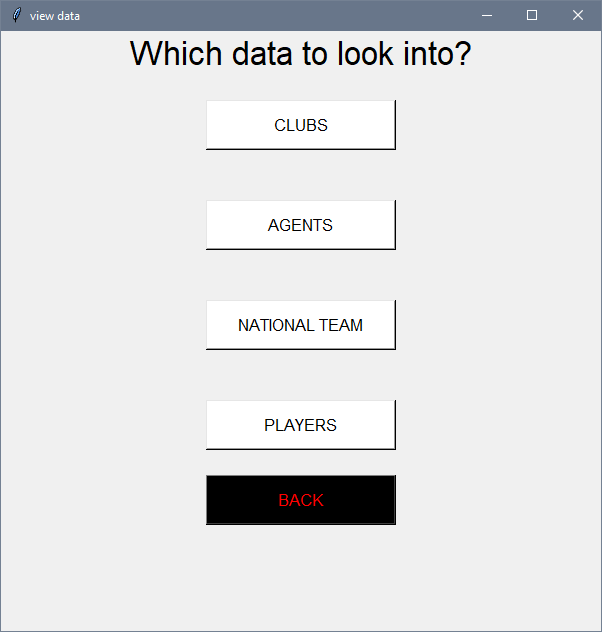 view data
Which data to look into?
CLUBS
AGENTS
NATIONAL TEAM
PLAYERS
BACK